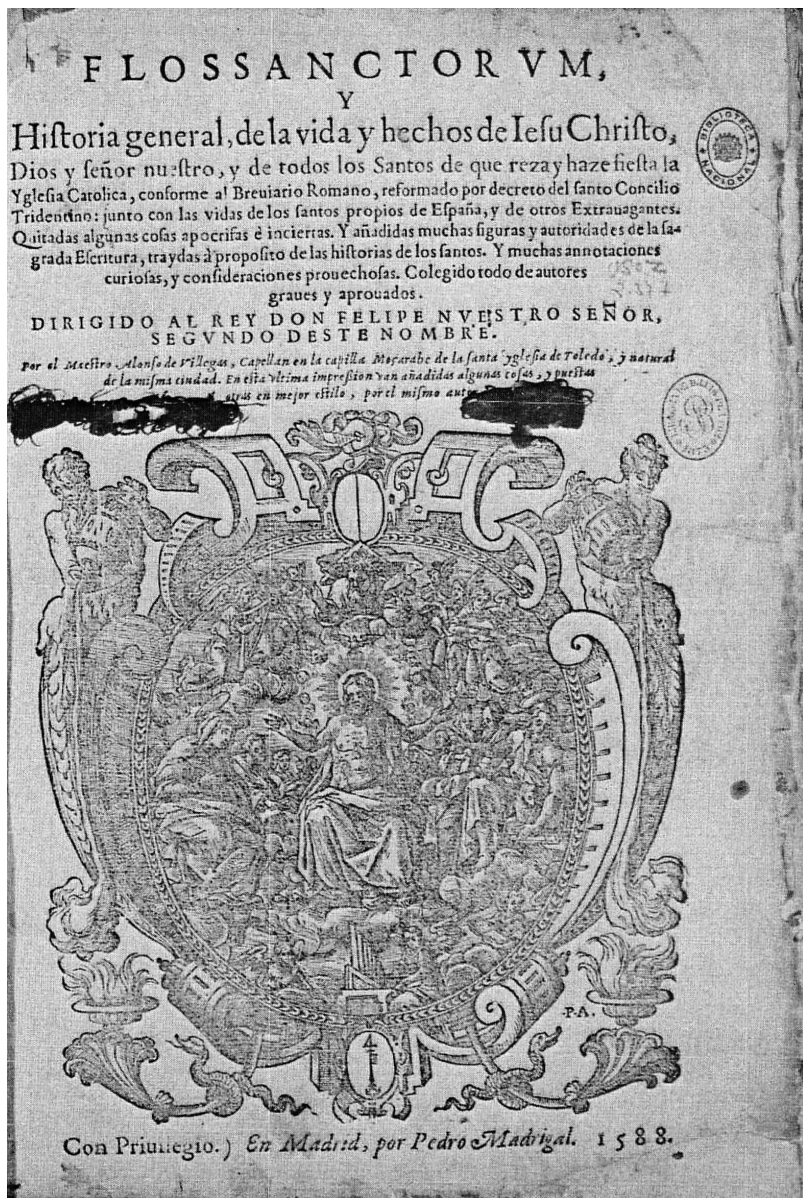 FLOSSANCTORVM,
Y
Hiſtoria general, de la vida y hechos de Ieſu Chriſto,
Dios y ſeñor nueſtro, y de todos los Santos de que reza y haze fieſta la
Ygleſia Catolica, conforme al Breuiario Romano, reformado por decreto del ſanto Concilio
Tridentino: junto con las vidas de los ſantos propios de Eſpaña, y de otros Extrauagantes.
Quitadas algunas coſas apocrifas è inciertas. Y añadidas muchas figuras y autoridades de la ſa-
grada Eſcritura, traydas à propoſito de las hiſtorias de los ſantos. Y muchas annotaciones
curioſas, y conſideraciones prouechoſas. Colegido todo de autores
graues y aprouados.
DIRIGIDO AL REY DON FELIPE NVESTRO SEÑOR,
SEGVNDO DESTE NOMBRE.
Por el Maeſtro Alonſo de Villegas, Capellan en la capilla Moçarabe de la ſanta ygleſia de Toledo, y natural
de la miſma ciudad. En eſta vltima impreſsion van añadidas algunas coſas, y pueſtas
otras en mejor eſtilo, por el miſmo autor
BIBLIOTECA NACIONAL
P.A.
Con Priuilegio.) En Madrid, por Pedro Madrigal. 1588.